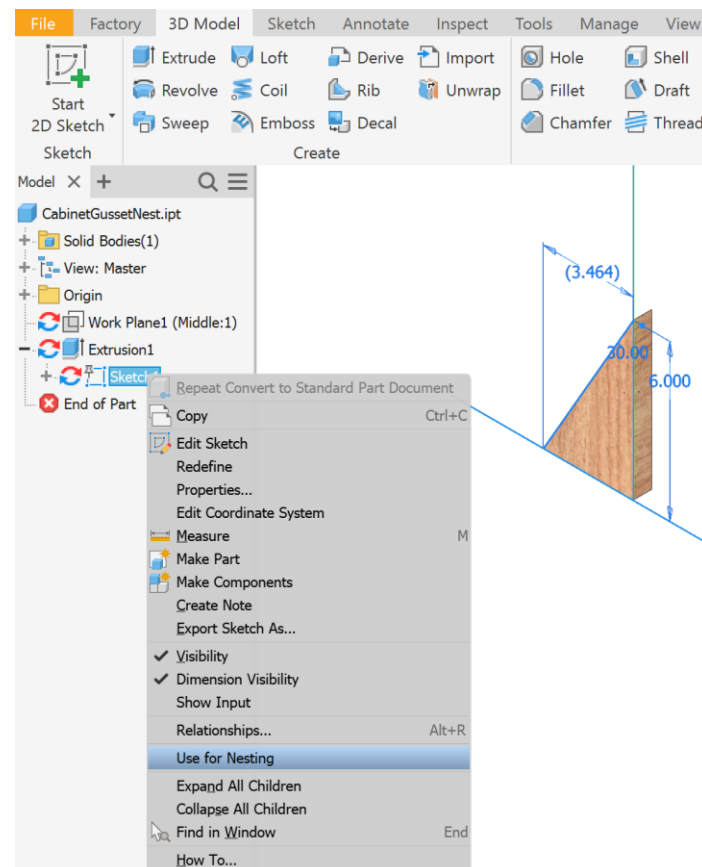 File Factory 3D Model Sketch Annotate Inspect Tools Manage View
Extrude Loft Derive Import Hole Shell
Revolve Coil Rib Unwrap Fillet Draft
Start
2D Sketch
Sweep Emboss Decal Chamfer Thread
Sketch Create
Model
CabinetGussetNest.ipt
Solid Bodies(1)
View: Master
Origin
Work Plane1 (Middle:1)
Extrusion1
Sketch
End of Part
(3.464)
30.00
6.000
Repeat Convert to Standard Part Document
Copy Ctrl+C
Edit Sketch
Redefine
Properties...
Edit Coordinate System
Measure M
Make Part
Make Components
Create Note
Export Sketch As...
Visibility
Dimension Visibility
Show Input
Relationships... Alt+R
Use for Nesting
Expand All Children
Collapse All Children
Find in Window End
How To...